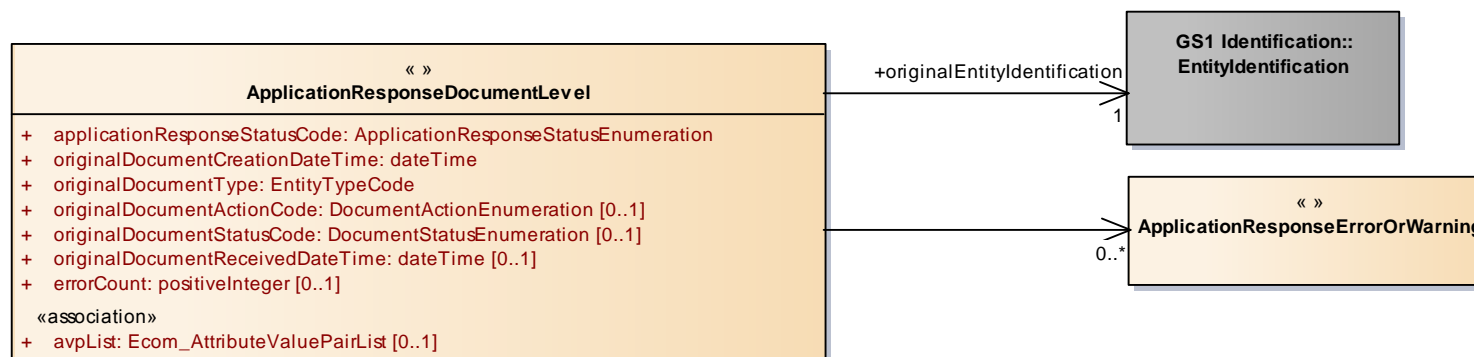 « »
ApplicationResponseDocumentLevel
+ applicationResponseStatusCode: ApplicationResponseStatusEnumeration
+ originalDocumentCreationDateTime: dateTime
+ originalDocumentType: EntityTypeCode
+ originalDocumentActionCode: DocumentActionEnumeration [0..1]
+ originalDocumentStatusCode: DocumentStatusEnumeration [0..1]
+ originalDocumentReceivedDateTime: dateTime [0..1]
+ errorCount: positiveInteger [0..1]
«association»
+ avpList: Ecom_AttributeValuePairList [0..1]
+originalEntityIdentification
1
GS1 Identification::
EntityIdentification
0..*
« »
ApplicationResponseErrorOrWarning